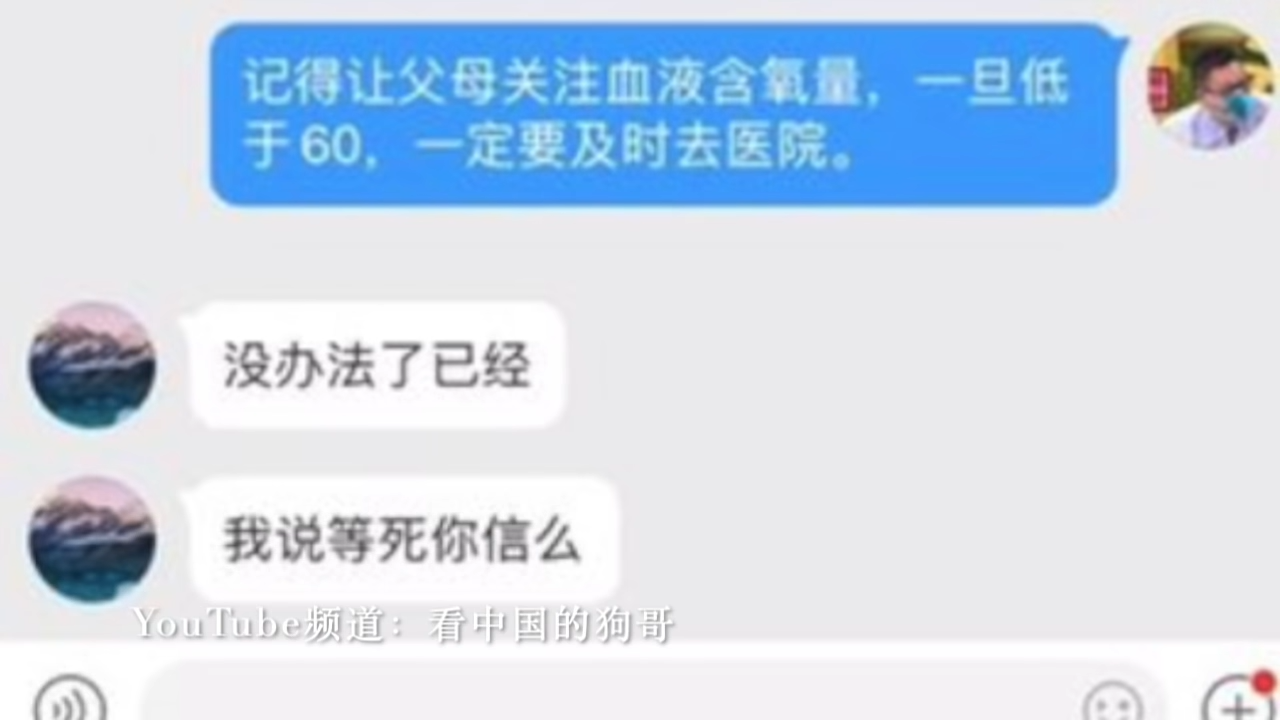 记得让父母关注血液含氧量，一旦低
于60，一定要及时去医院。
没办法了已经
我说等死你信么
YouTube频道：看中国的狗哥